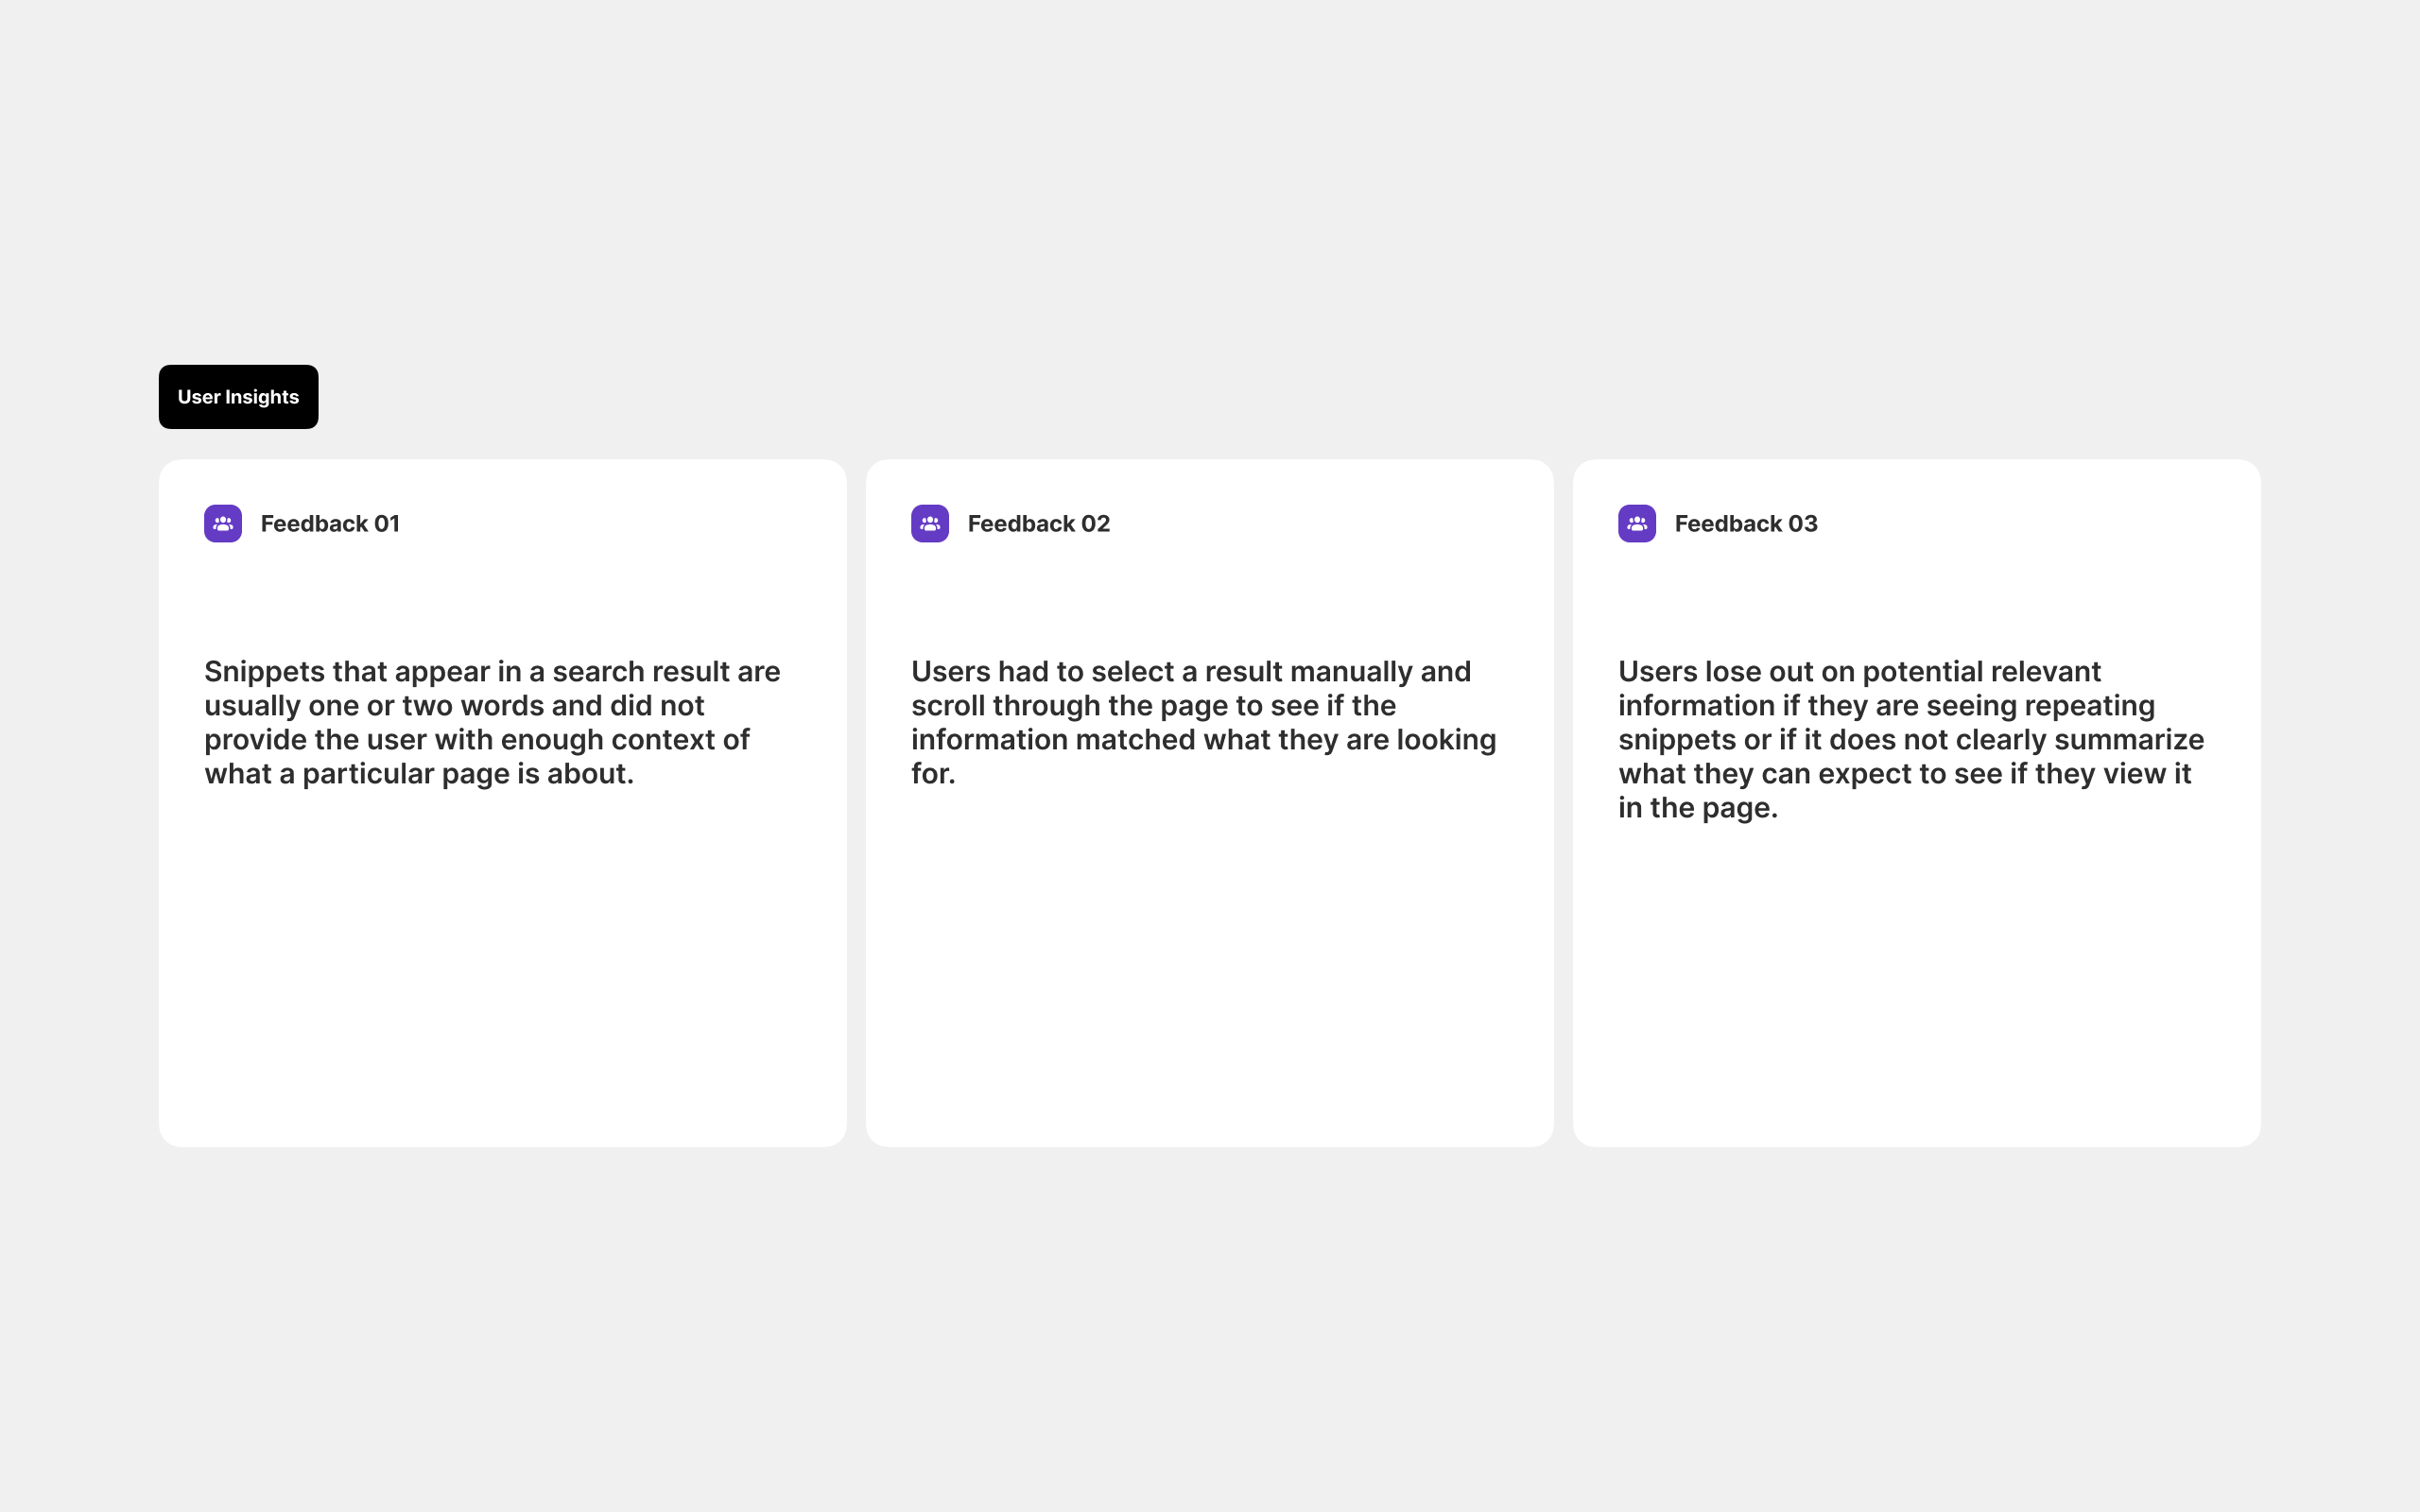 User Insights
Feedback 01
Snippets that appear in a search result are
usually one or two words and did not
provide the user with enough context of
what a particular page is about.
Feedback 02
Users had to select a result manually and
scroll through the page to see if the
information matched what they are looking
for.
Feedback 03
Users lose out on potential relevant
information if they are seeing repeating
snippets or if it does not clearly summarize
what they can expect to see if they view it
in the page.